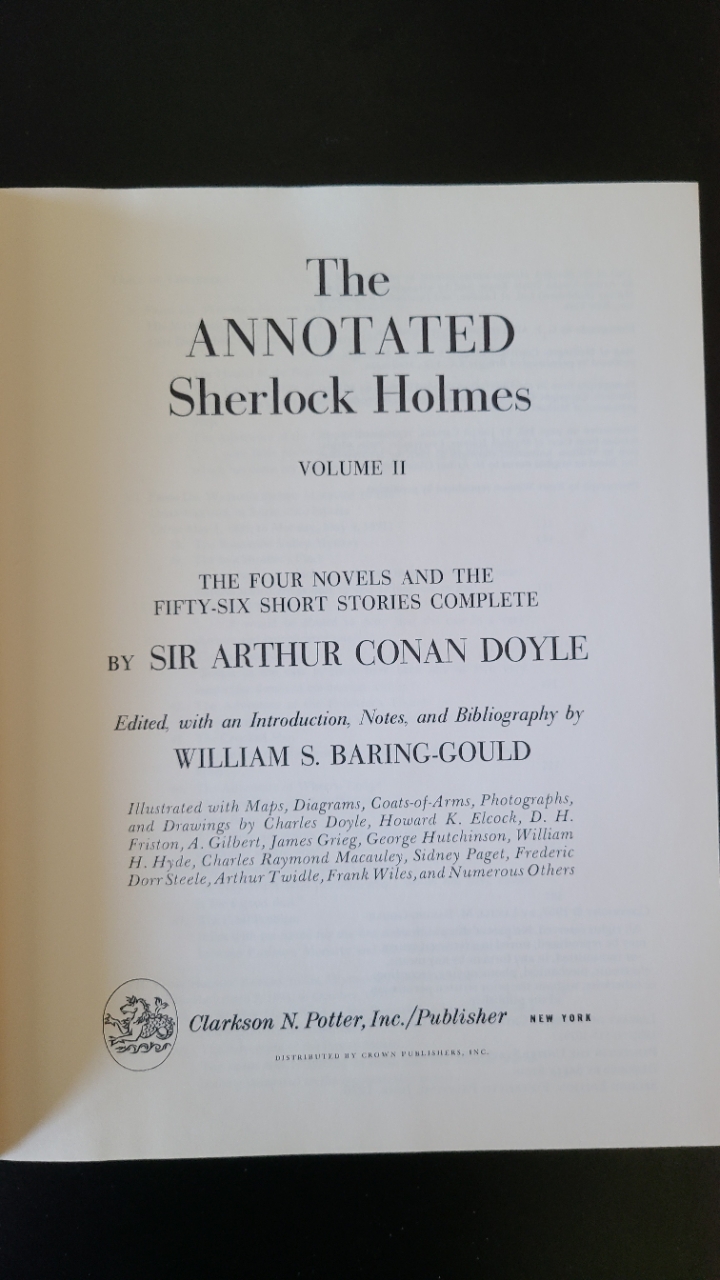 The
ANNOTATED
Sherlock Holmes
VOLUME II
THE FOUR NOVELS AND THE
FIFTY-SIX SHORT STORIES COMPLETE
BY SIR ARTHUR CONAN DOYLE
Edited, with an Introduction, Notes, and Bibliography by
WILLIAM S. BARING-GOULD
Illustrated with Maps, Diagrams, Coats-of-Arms, Photographs,
and Drawings by Charles Doyle, Howard K. Elcock, D. H.
Friston, A. Gilbert, James Grieg, George Hutchinson, William
H. Hyde, Charles Raymond Macauley, Sidney Paget, Frederic
Dorr Steele, Arthur Twidle, Frank Wiles, and Numerous Others
Clarkson N. Potter, Inc./Publisher NEW YORK
DISTRIBUTED BY CROWN PUBLISHERS, INC.